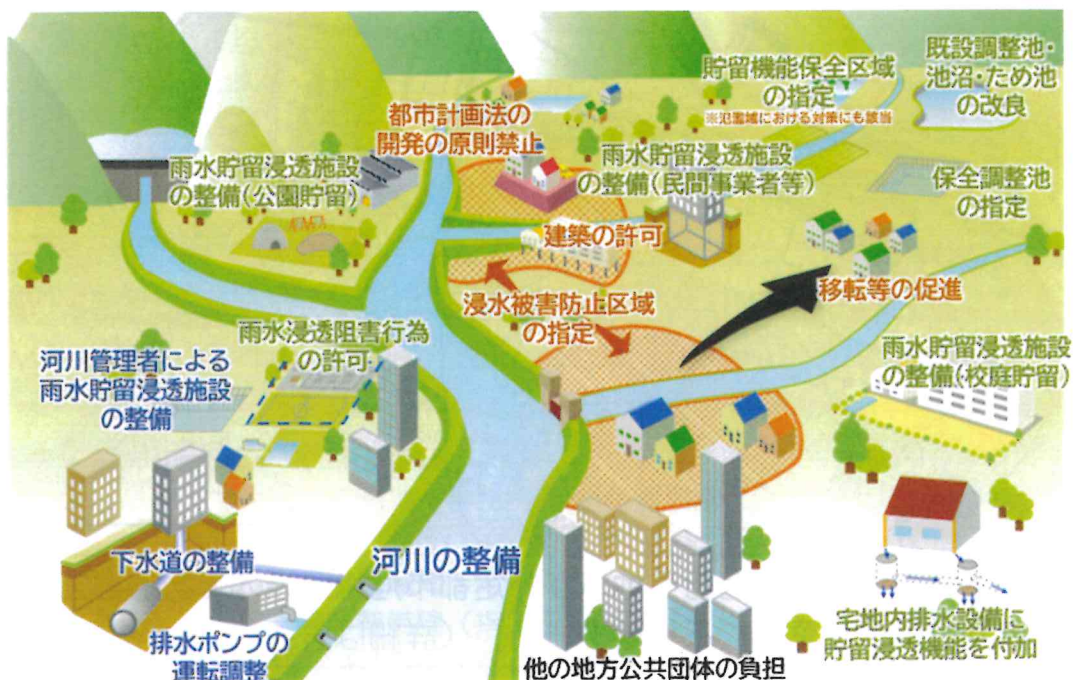 貯留機能保全区域
の指定
※氾濫域における対策にも該当
既設調整池・
池沼・ため池
の改良
都市計画法の
開発の原則禁止
雨水貯留浸透施設
の整備(公園貯留)
雨水貯留浸透施設
の整備(民間事業者等)
保全調整池
の指定
建築の許可
浸水被害防止区域
の指定
移転等の促進
雨水浸透阻害行為
の許可
河川管理者による
雨水貯留浸透施設
の整備
雨水貯留浸透施設
の整備(校庭貯留)
下水道の整備
河川の整備
排水ポンプの
運転調整
他の地方公共団体の負担
宅地内排水設備に
貯留浸透機能を付加